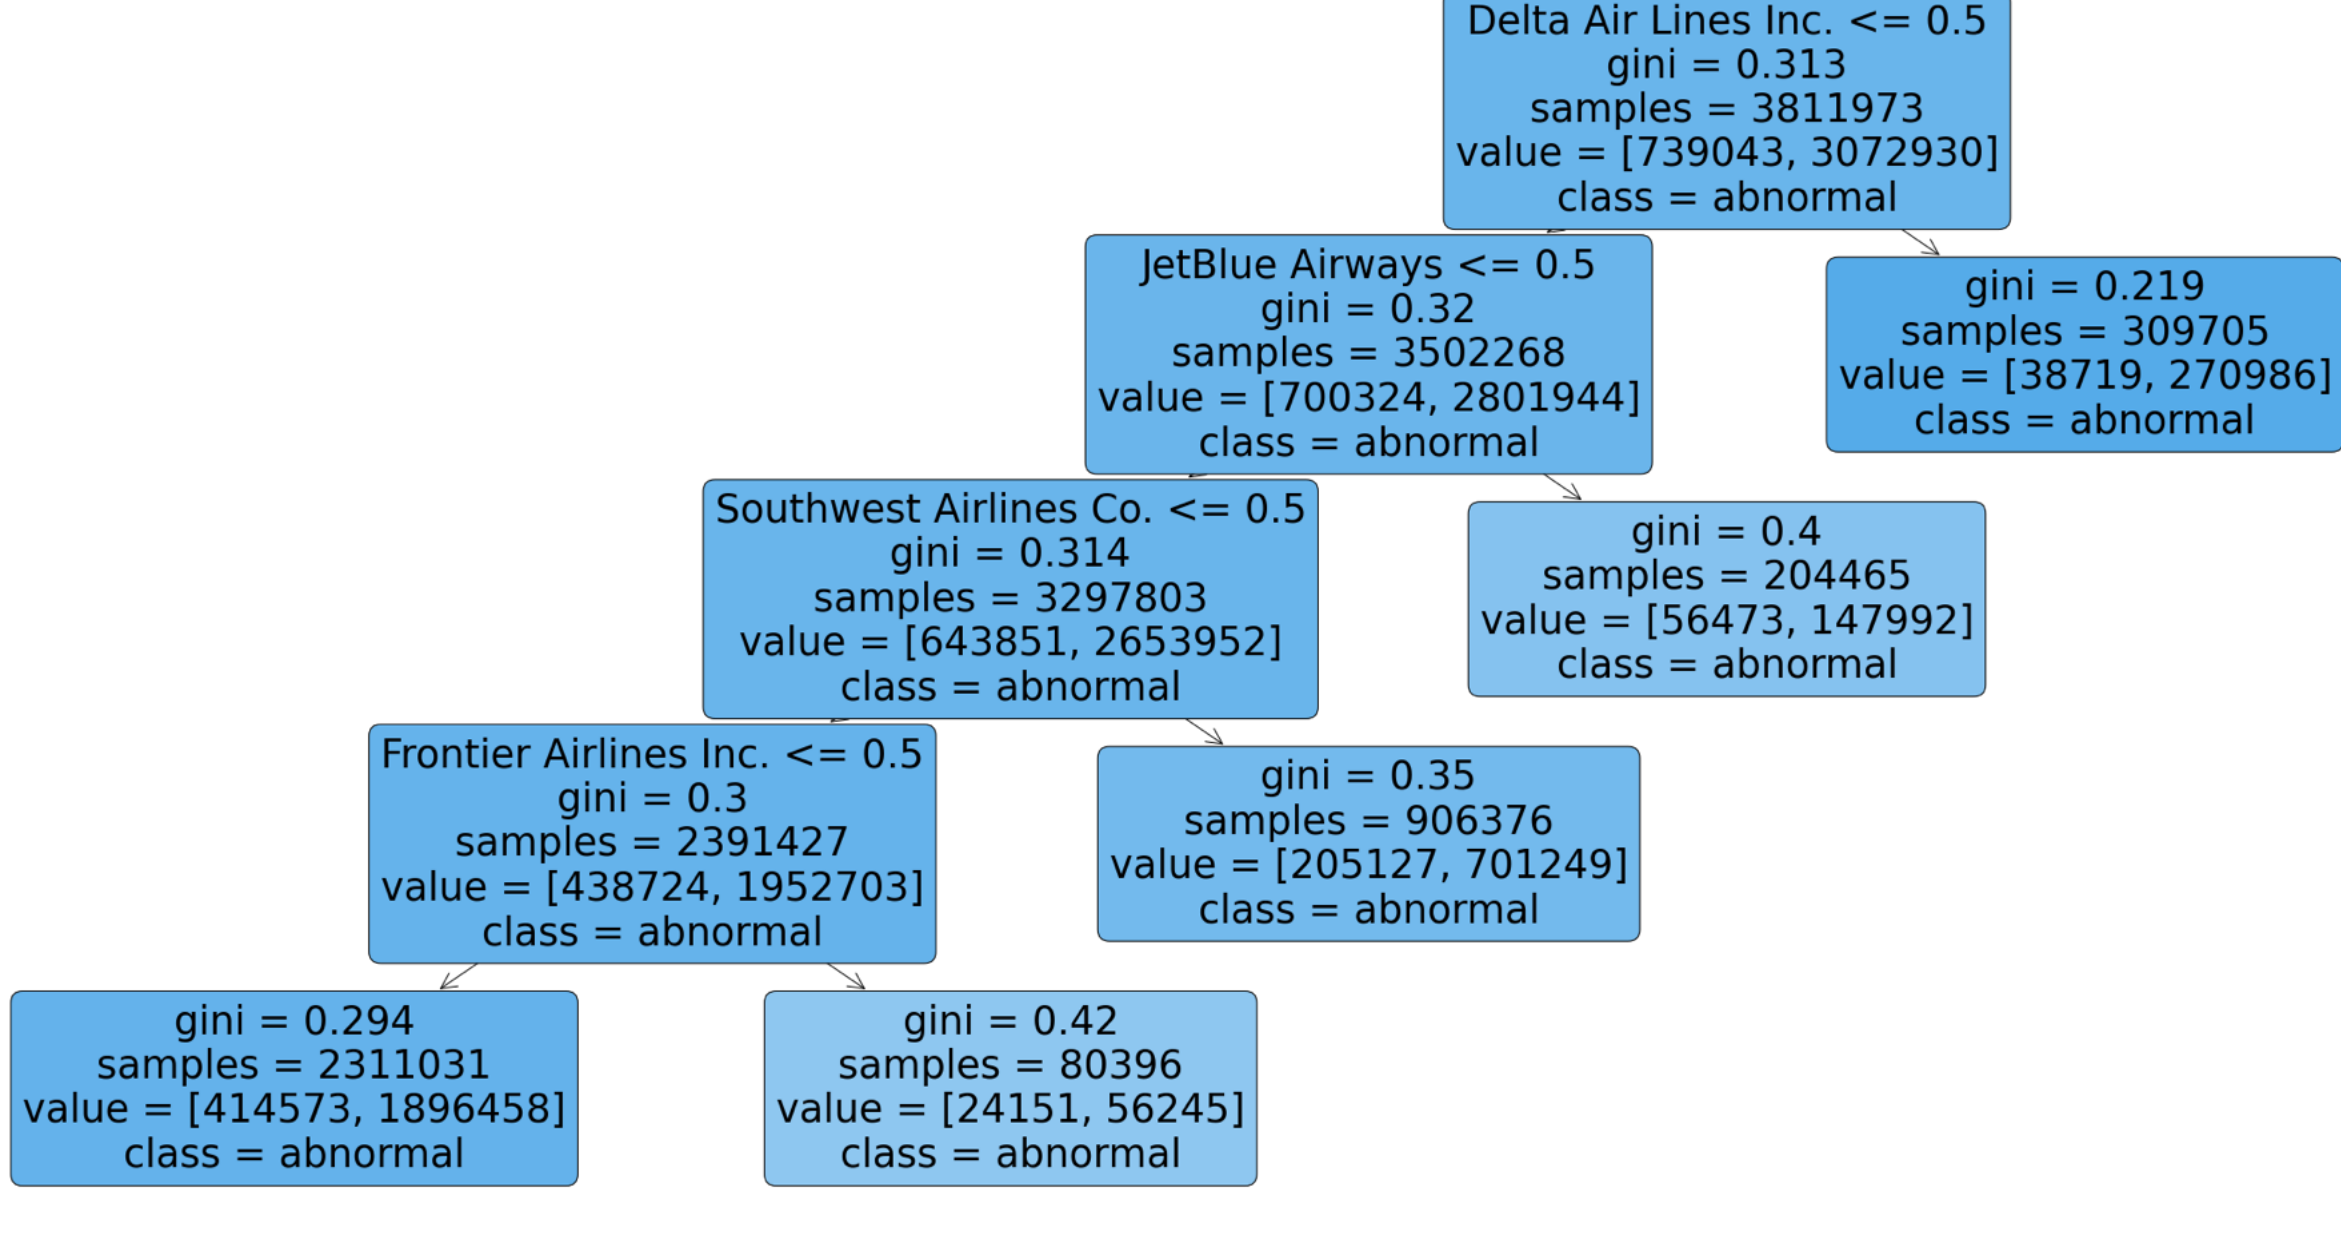 Delta Air Lines Inc. <= 0.5
gini = 0.313
samples = 3811973
value = [739043, 3072930]
class = abnormal
JetBlue Airways <= 0.5
gini = 0.32
samples = 3502268
value = [700324, 2801944]
class = abnormal
gini = 0.219
samples = 309705
value = [38719, 270986]
class = abnormal
Southwest Airlines Co. <= 0.5
gini = 0.314
samples = 3297803
value = [643851, 2653952]
class = abnormal
gini = 0.4
samples = 204465
value = [56473, 147992]
class = abnormal
Frontier Airlines Inc. <= 0.5
gini = 0.3
samples = 2391427
value = [438724, 1952703]
class = abnormal
gini = 0.35
samples = 906376
value = [205127, 701249]
class = abnormal
gini = 0.294
samples = 2311031
value = [414573, 1896458]
class = abnormal
gini = 0.42
samples = 80396
value = [24151, 56245]
class = abnormal